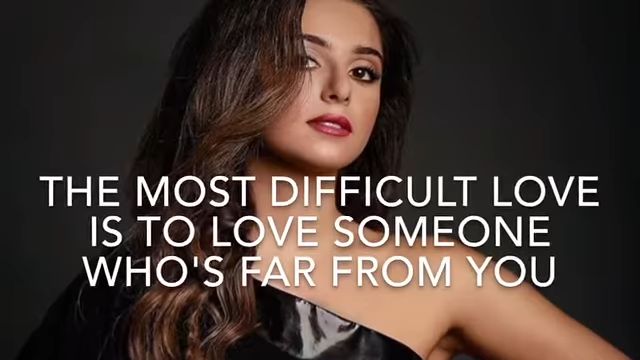 THE MOST DIFFICULT LOVE
IS TO LOVE SOMEONE
WHO'S FAR FROM YOU